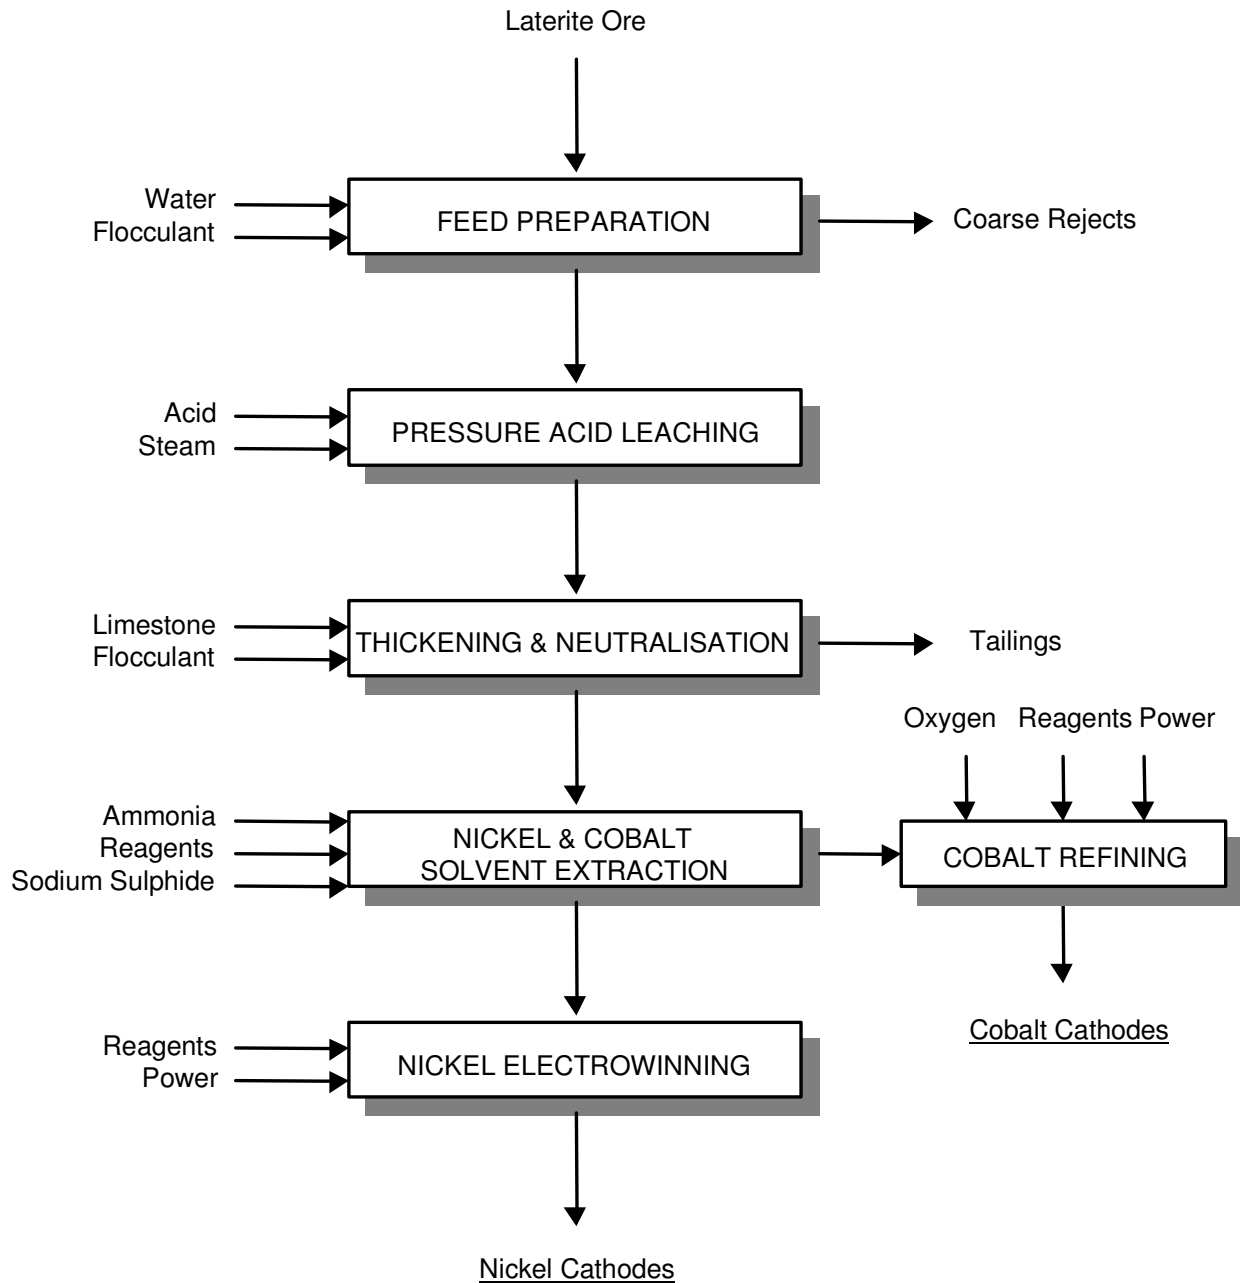 Laterite Ore
Water
Flocculant
FEED PREPARATION
Coarse Rejects
Acid
Steam
PRESSURE ACID LEACHING
Limestone
Flocculant
THICKENING & NEUTRALISATION
Tailings
Oxygen
Reagents Power
Ammonia
Reagents
Sodium Sulphide
NICKEL & COBALT
SOLVENT EXTRACTION
COBALT REFINING
Cobalt Cathodes
Reagents
Power
NICKEL ELECTROWINNING
Nickel Cathodes